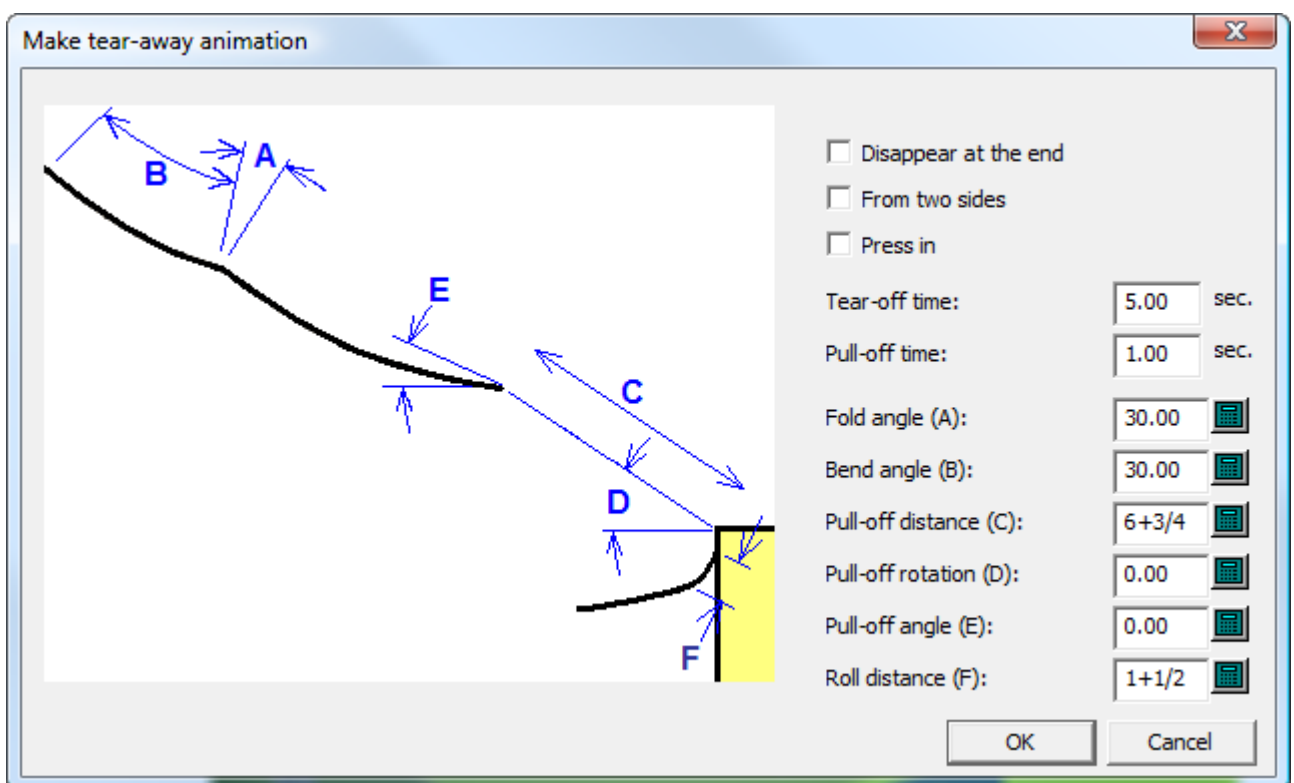 Make tear-away animation
B
A
E
C
D
F
Disappear at the end
From two sides
Press in
Tear-off time: 5.00 sec.
Pull-off time: 1.00 sec.
Fold angle (A): 30.00
Bend angle (B): 30.00
Pull-off distance (C): 6+3/4
Pull-off rotation (D): 0.00
Pull-off angle (E): 0.00
Roll distance (F): 1+1/2
OK Cancel